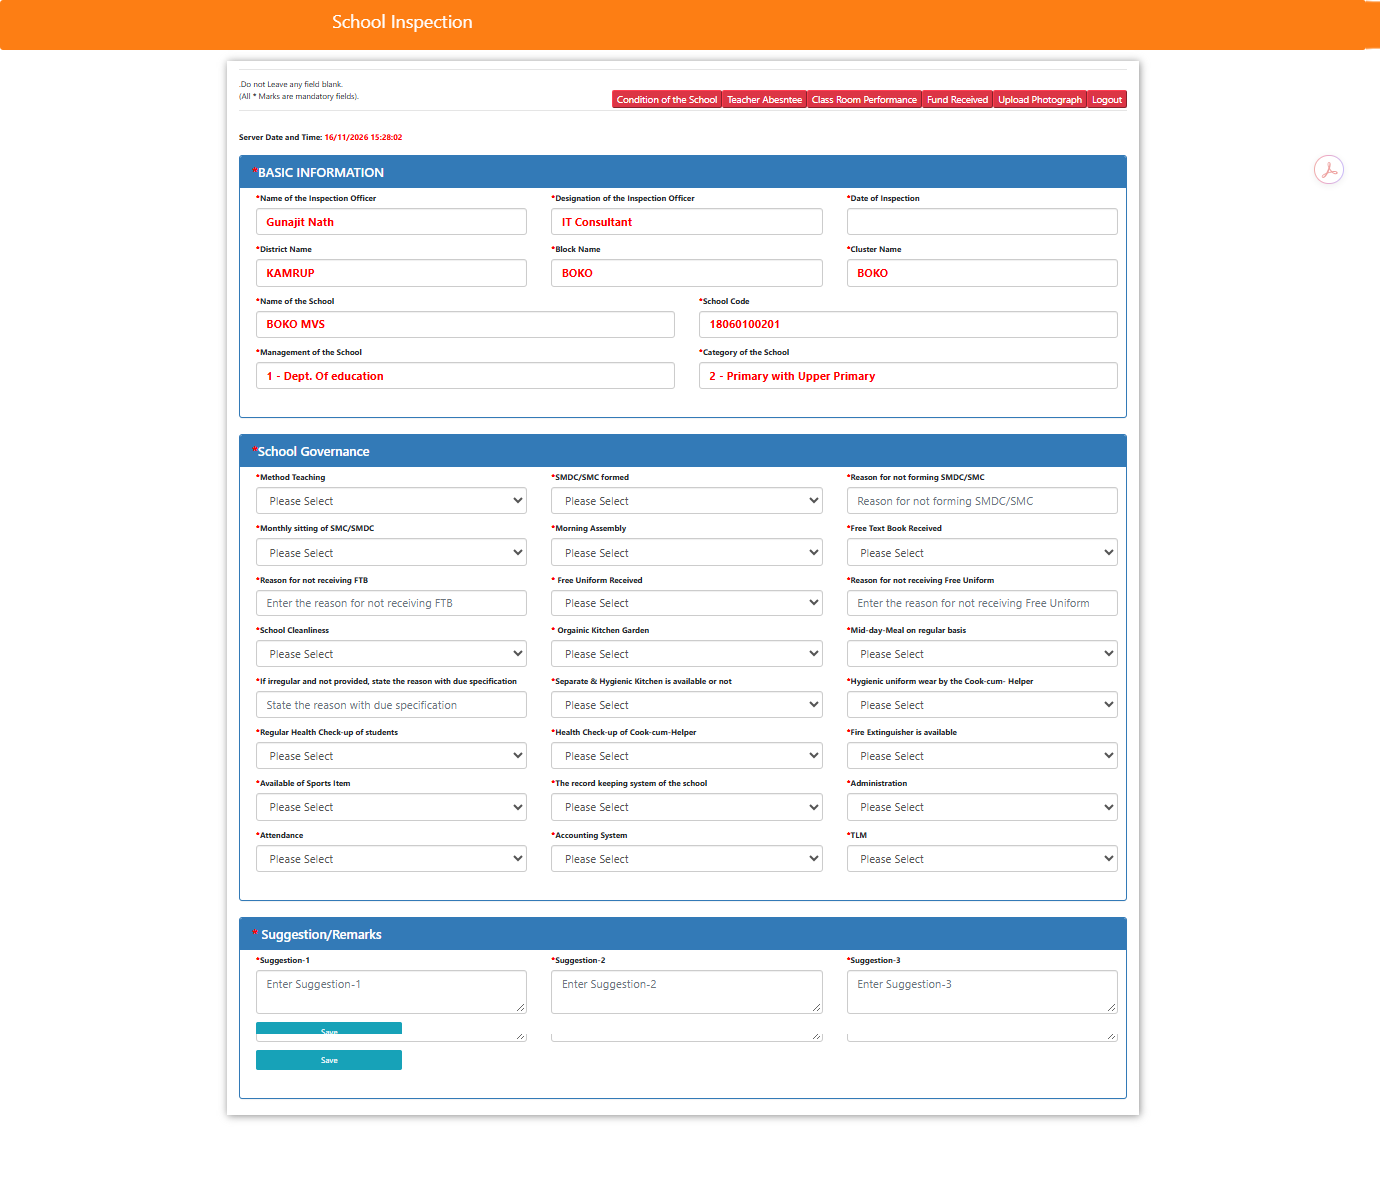 School Inspection
.Do not Leave any field blank.
(All * Marks are mandatory fields).
Condition of the School Teacher Abesntee Class Room Performance Fund Received Upload Photograph Logout
Server Date and Time: 16/11/2026 15:28:02
*BASIC INFORMATION
*Name of the Inspection Officer *Designation of the Inspection Officer *Date of Inspection
Gunajit Nath IT Consultant
*District Name *Block Name *Cluster Name
KAMRUP BOKO BOKO
*Name of the School *School Code
BOKO MVS 18060100201
*Management of the School *Category of the School
1 - Dept. Of education 2 - Primary with Upper Primary
*School Governance
*Method Teaching *SMDC/SMC formed *Reason for not forming SMDC/SMC
Please Select Please Select Reason for not forming SMDC/SMC
*Monthly sitting of SMC/SMDC *Morning Assembly *Free Text Book Received
Please Select Please Select Please Select
*Reason for not receiving FTB * Free Uniform Received *Reason for not receiving Free Uniform
Enter the reason for not receiving FTB Please Select Enter the reason for not receiving Free Uniform
*School Cleanliness * Orgainic Kitchen Garden *Mid-day-Meal on regular basis
Please Select Please Select Please Select
*If irregular and not provided, state the reason with due specification *Separate & Hygienic Kitchen is available or not *Hygienic uniform wear by the Cook-cum- Helper
State the reason with due specification Please Select Please Select
*Regular Health Check-up of students *Health Check-up of Cook-cum-Helper *Fire Extinguisher is available
Please Select Please Select Please Select
*Available of Sports Item *The record keeping system of the school *Administration
Please Select Please Select Please Select
*Attendance *Accounting System *TLM
Please Select Please Select Please Select
* Suggestion/Remarks
*Suggestion-1 *Suggestion-2 *Suggestion-3
Enter Suggestion-1 Enter Suggestion-2 Enter Suggestion-3
Save
Save